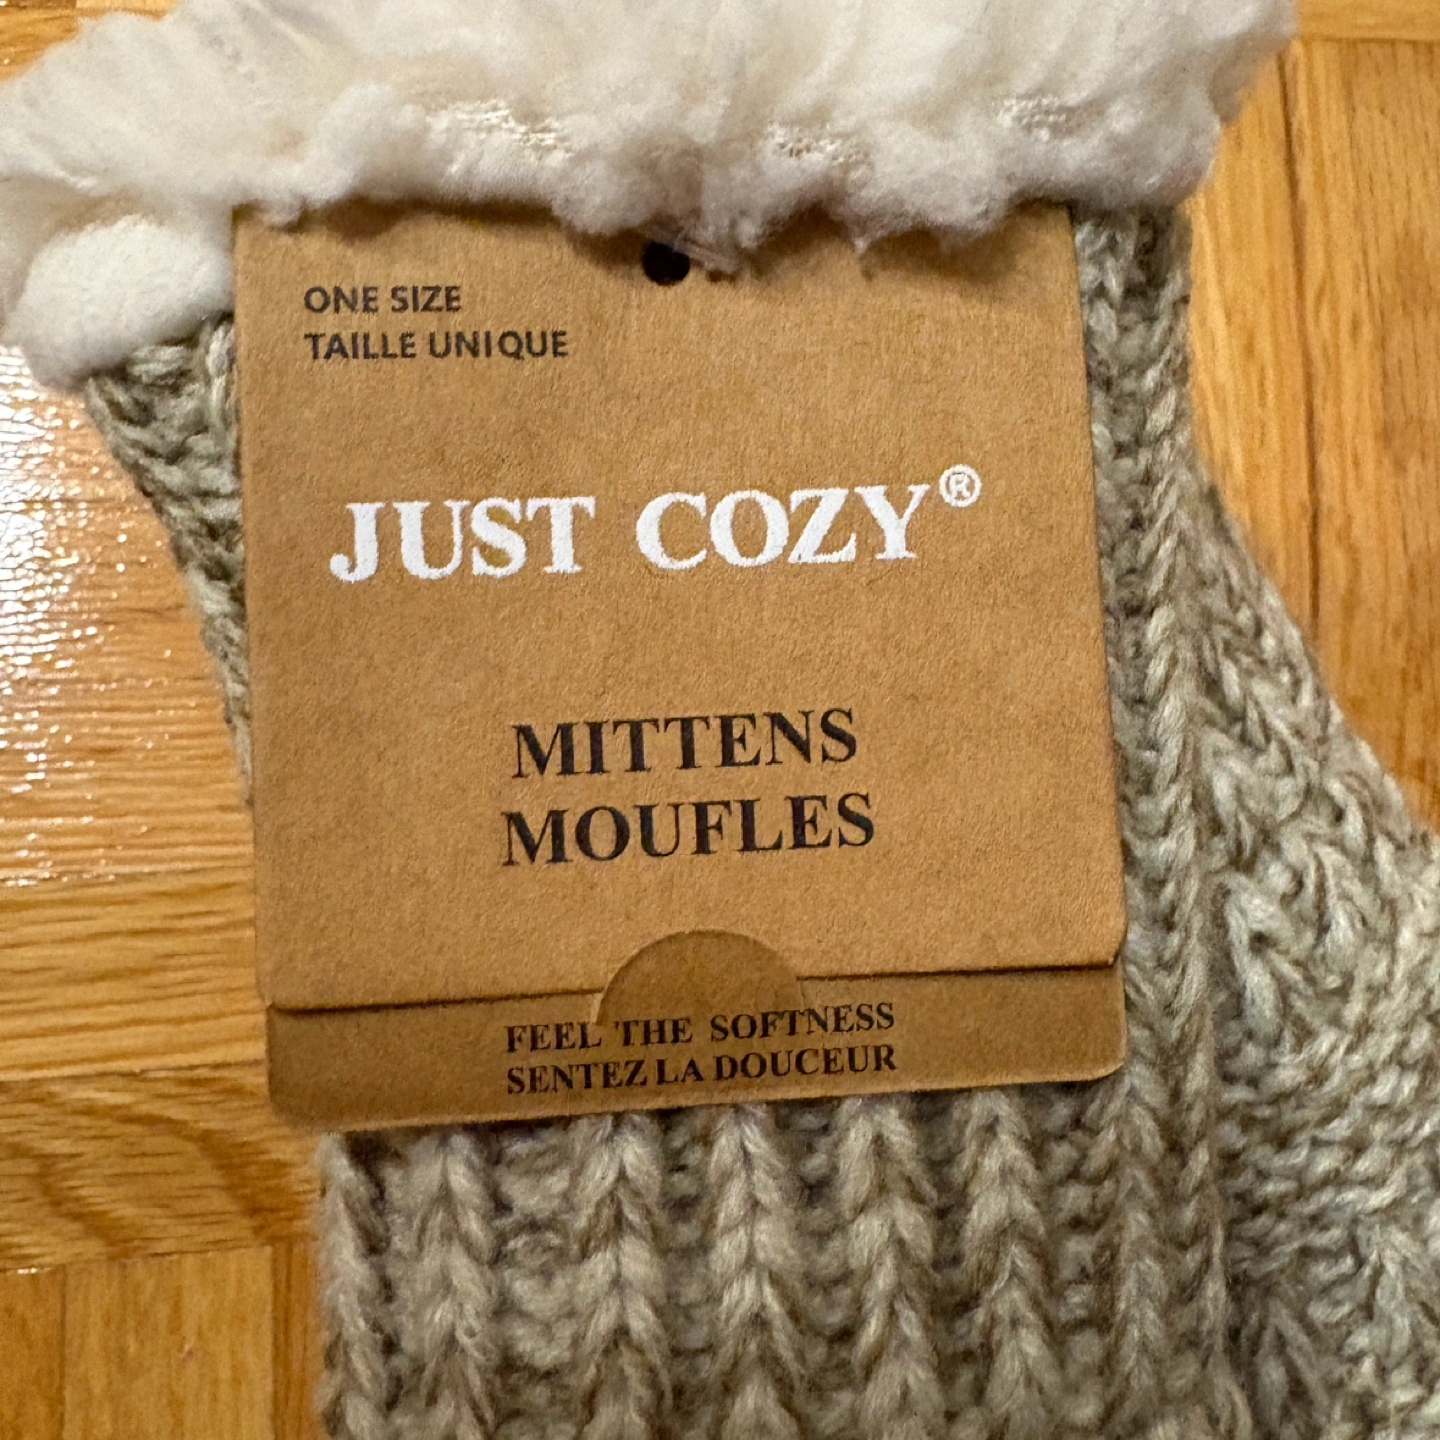 ONE SIZE
TAILLE UNIQUE
JUST COZY®
MITTENS
MOUFLES
FEEL THE SOFTNESS
SENTEZ LA DOUCEUR